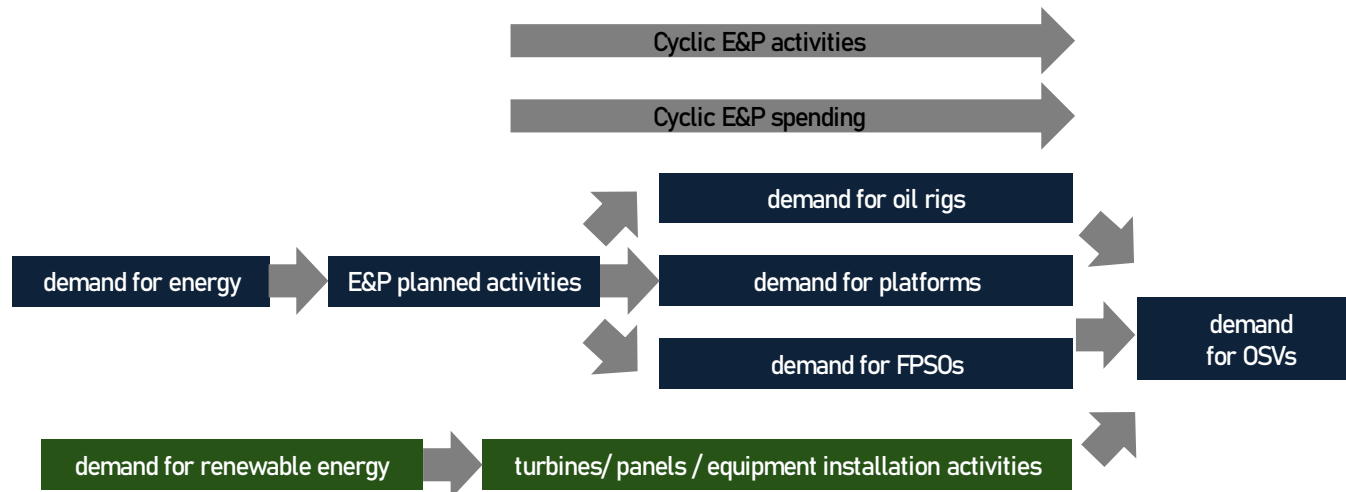 Cyclic E&P activities
Cyclic E&P spending
demand for oil rigs
demand for energy
E&P planned activities
demand for platforms
demand for FPSOs
demand
for OSVs
demand for renewable energy
turbines/ panels / equipment installation activities